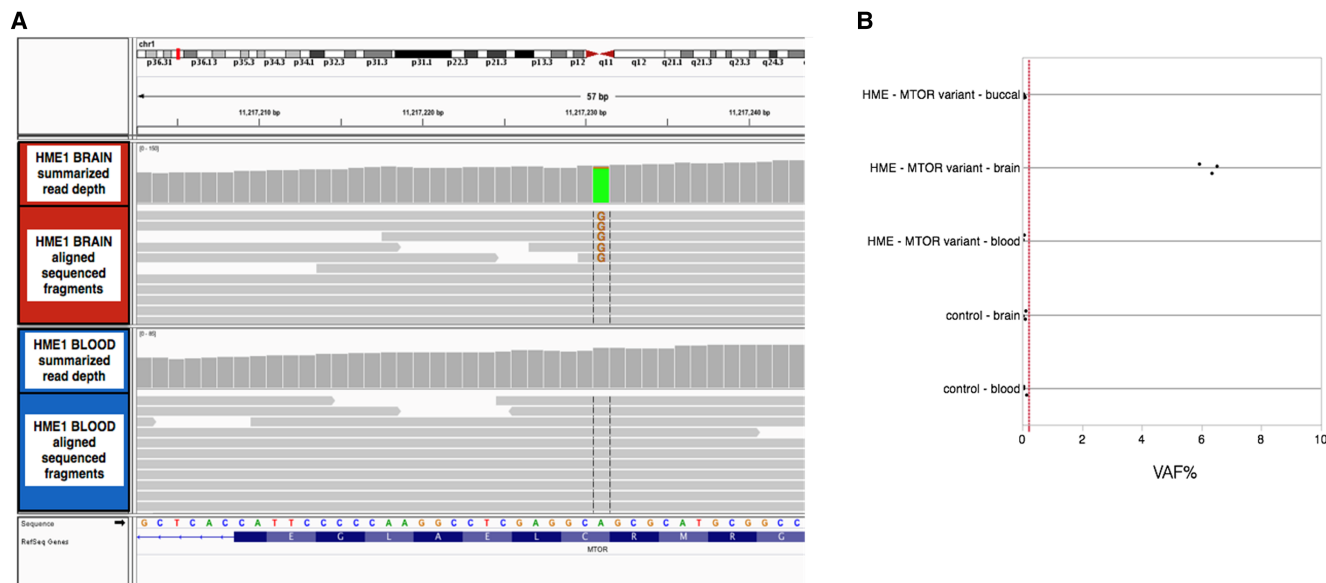 A
chr1
p36.31 p36.13 p35.3 p34.3 p34.1 p32.3 p31.3 p31.1 p22.3 p21.3 p13.3 p12 q11 q12 q21.1 q21.3 q23.3 q24.3
57 bp
11,217,210 bp 11,217,220 bp 11,217,230 bp 11,217,240 bp
HME1 BRAIN
summarized
read depth
[0 - 150]
HME1 BRAIN
aligned
sequenced
fragments
G
G
G
G
G
HME1 BLOOD
summarized
read depth
HME1 BLOOD
aligned
sequenced
fragments
Sequence
G C T C A C C A T T C C C C C A A G G C C T C G A G G C A G C G C A T G C G G C C
RefSeq Genes
E G L A E L C R M R G
MTOR
B
HME - MTOR variant - buccal
HME - MTOR variant - brain
HME - MTOR variant - blood
control - brain
control - blood
0 2 4 6 8 10
VAF%